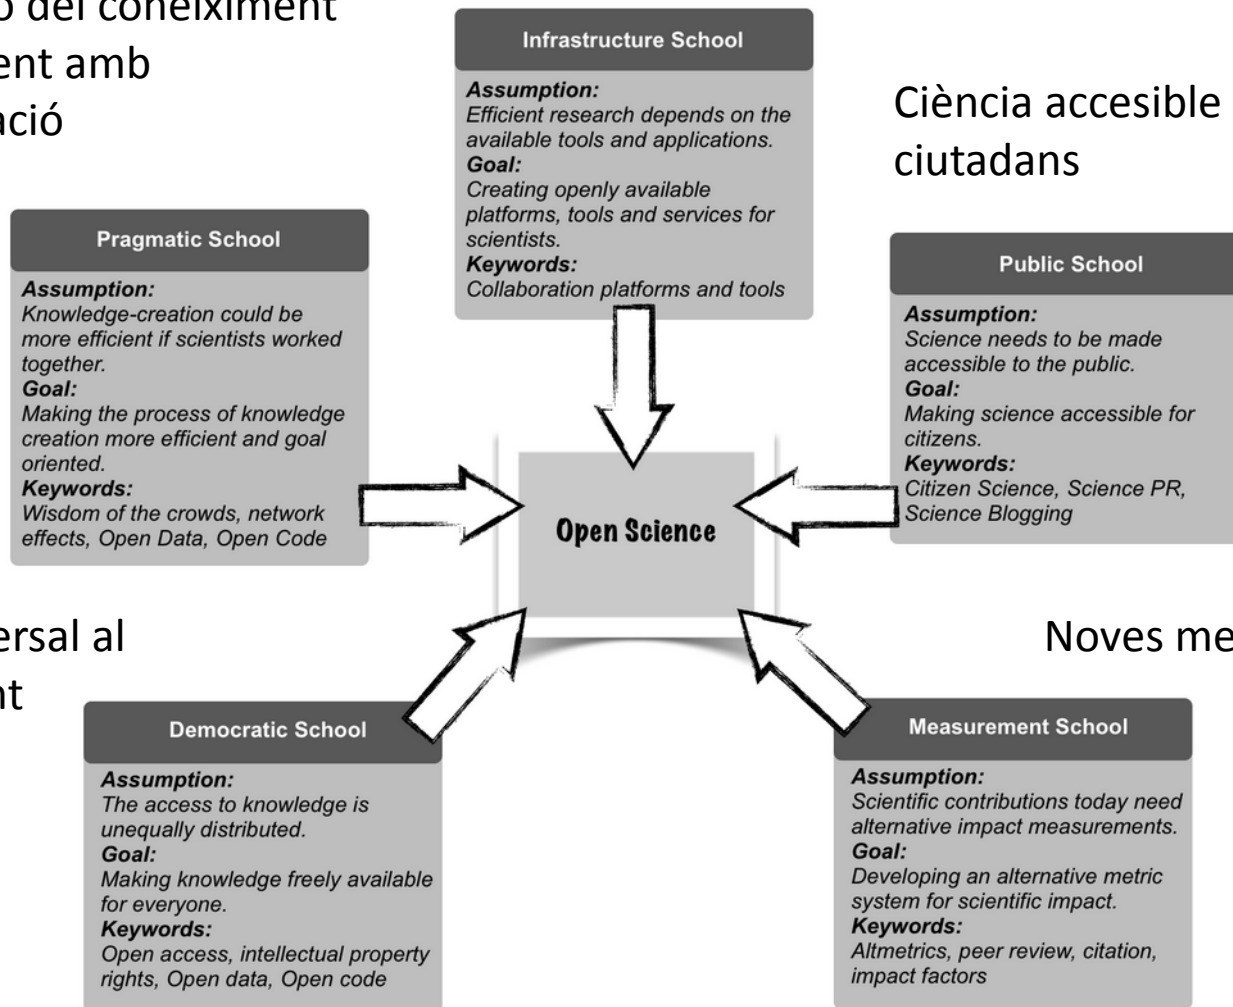 del coneiximent
amb
Infrastructure School
Assumption:
Efficient research depends on the
available tools and applications.
Goal:
Creating openly available
platforms, tools and services for
scientists.
Keywords:
Collaboration platforms and tools
Ciència accesible
ciutadans
Pragmatic School
Assumption:
Knowledge-creation could be
more efficient if scientists worked
together.
Goal:
Making the process of knowledge
creation more efficient and goal
oriented.
Keywords:
Wisdom of the crowds, network
effects, Open Data, Open Code
Public School
Assumption:
Science needs to be made
accessible to the public.
Goal:
Making science accessible for
citizens.
Keywords:
Citizen Science, Science PR,
Science Blogging
Open Science
al
Noves
Democratic School
Assumption:
The access to knowledge is
unequally distributed.
Goal:
Making knowledge freely available
for everyone.
Keywords:
Open access, intellectual property
rights, Open data, Open code
Measurement School
Assumption:
Scientific contributions today need
alternative impact measurements.
Goal:
Developing an alternative metric
system for scientific impact.
Keywords:
Altmetrics, peer review, citation,
impact factors